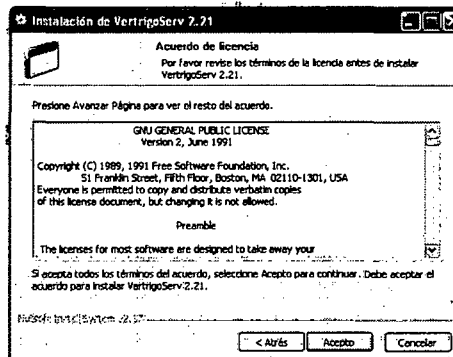 Instalación de VertrigoServ 2.21
Acuerdo de licencia
Por favor revise los términos de la licencia antes de instalar
VertrigoServ 2.21.
Presione Avanzar Página para ver el resto del acuerdo.
GNU GENERAL PUBLIC LICENSE
Version 2, June 1991
Copyright (C) 1989, 1991 Free Software Foundation, Inc.
51 Franklin Street, Fifth Floor, Boston, MA 02110-1301, USA
Everyone is permitted to copy and distribute verbatim copies
of this license document, but changing it is not allowed.
Preamble
The licenses for most software are designed to take away your
Si acepta todos los términos del acuerdo, seleccione Acepto para continuar. Debe aceptar el
acuerdo para instalar VertrigoServ 2.21.
Nullsoft Install System
< Atrás
Acepto
Cancelar